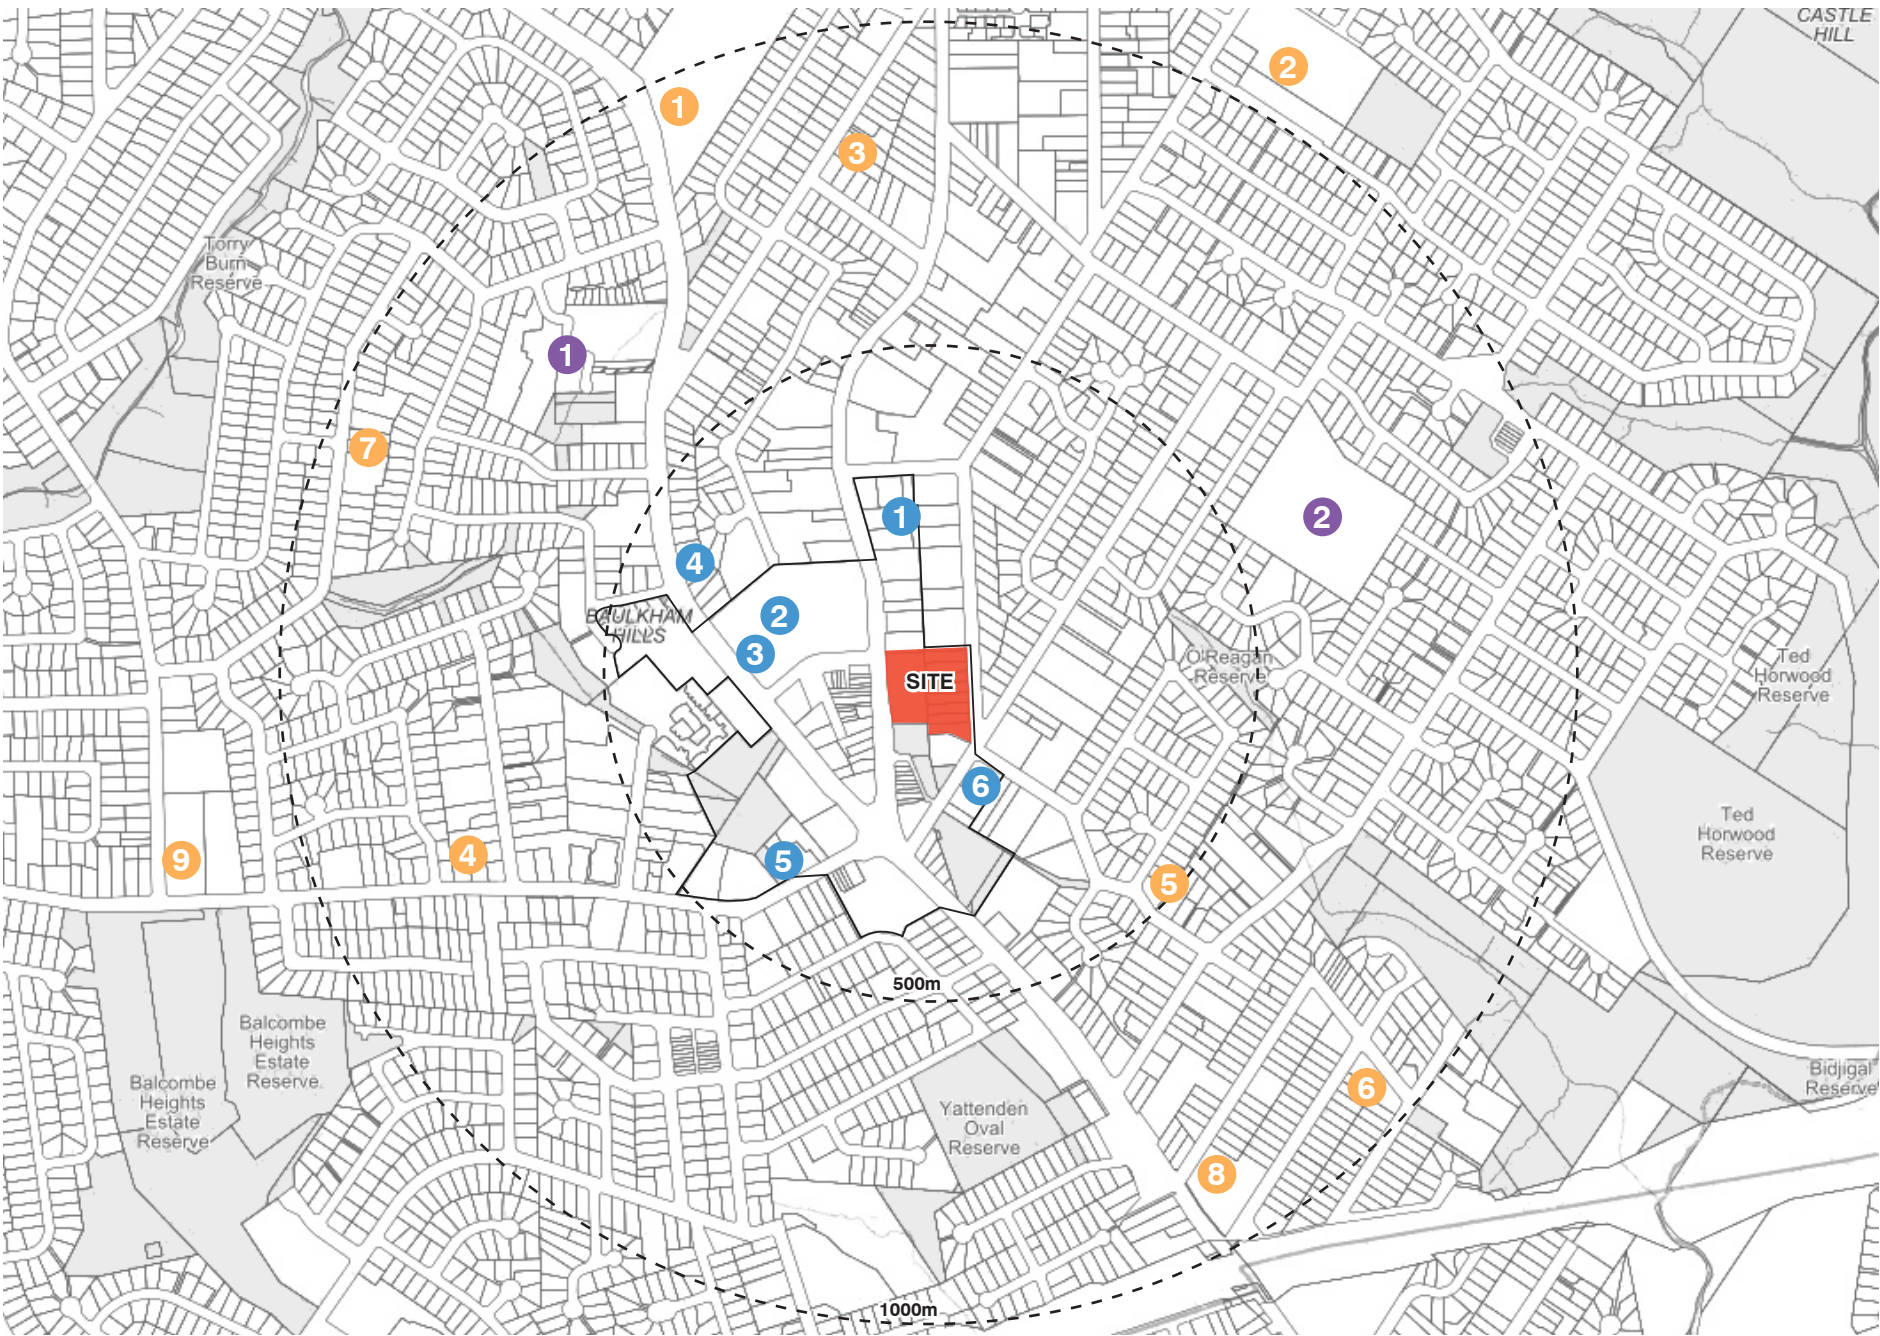 CASTLE
HILL
2
1
3
Torry
Burn
Reserve
1
7
1
2
4
BAULKHAM
HILLS
2
3
O'Reagan
Reserve
SITE
Ted
Horwood
Reserve
6
Ted
Horwood
Reserve
9
4
5
5
500m
Balcombe
Heights
Estate
Reserve
Balcombe
Heights
Estate
Reserve
Yattenden
Oval
Reserve
6
Bidjigal
Reserve
8
1000m